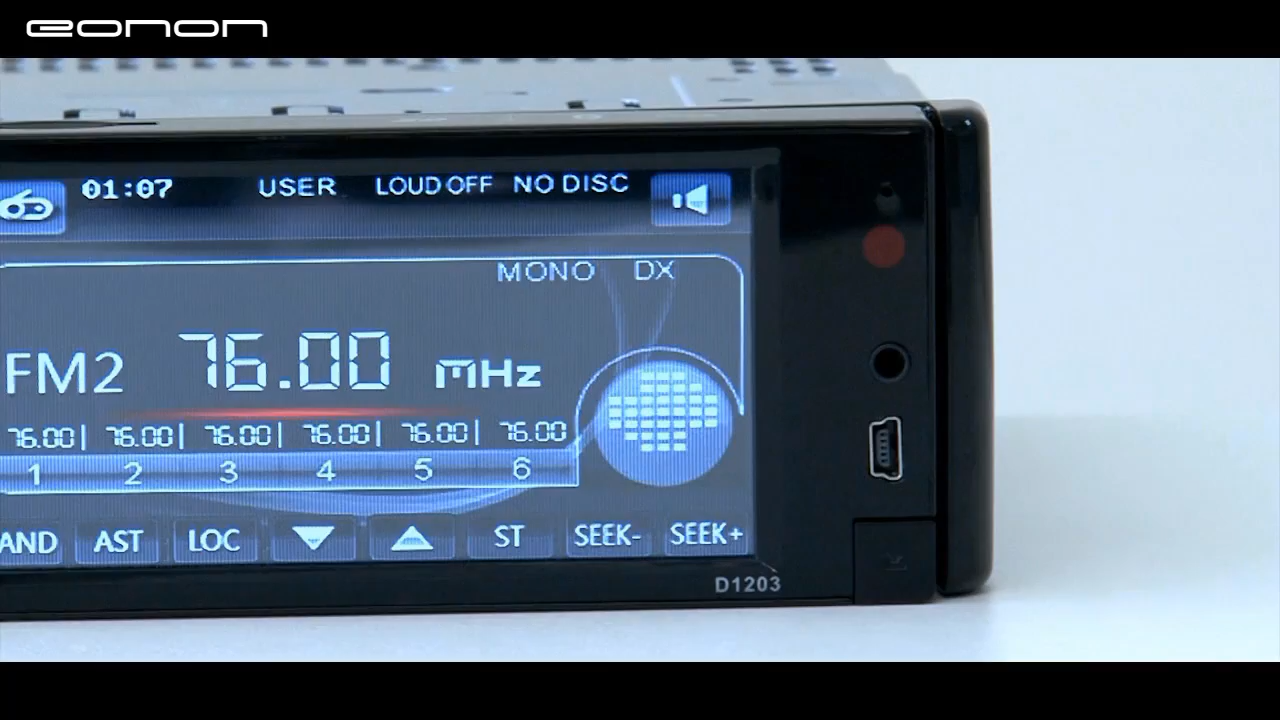 eonon
01:07 USER LOUD OFF NO DISC
MONO DX
FM2 76.00 MHz
76.00| 76.00| 76.00| 76.00| 76.00| 76.00
1 2 3 4 5 6
AND AST LOC ST SEEK- SEEK+
D1203